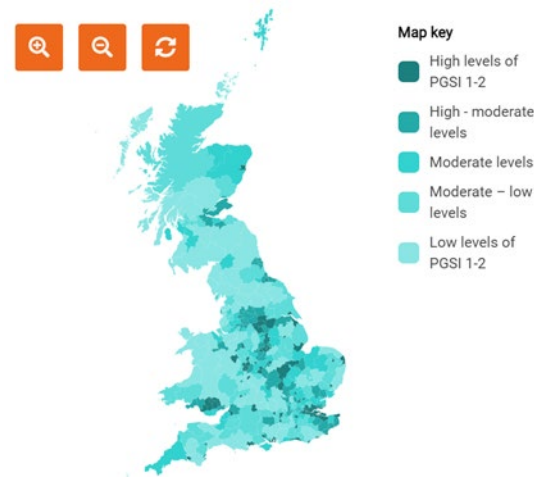 Map key
High levels of
PGSI 1-2
High - moderate
levels
Moderate levels
Moderate – low
levels
Low levels of
PGSI 1-2